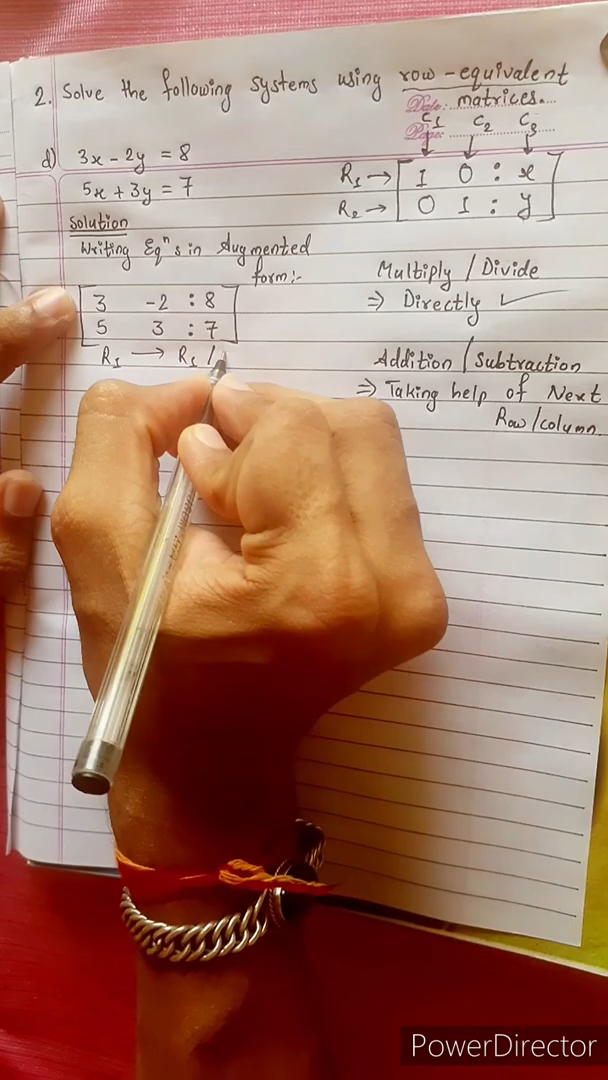 2. Solve the following systems using row-equivalent
matrices.
Date:
Page:
C1 C2 C3
d) 3x - 2y = 8
5x + 3y = 7
R1 → [ 1 0 : x ]
R2 → [ 0 1 : y ]
Solution
Writing Eqⁿs in Augmented
form:-
[ 3 -2 : 8 ]
[ 5 3 : 7 ]
R1 → R1 /
Multiply / Divide
⇒ Directly ✓
Addition / Subtraction
⇒ Taking help of Next
Row/column
PowerDirector